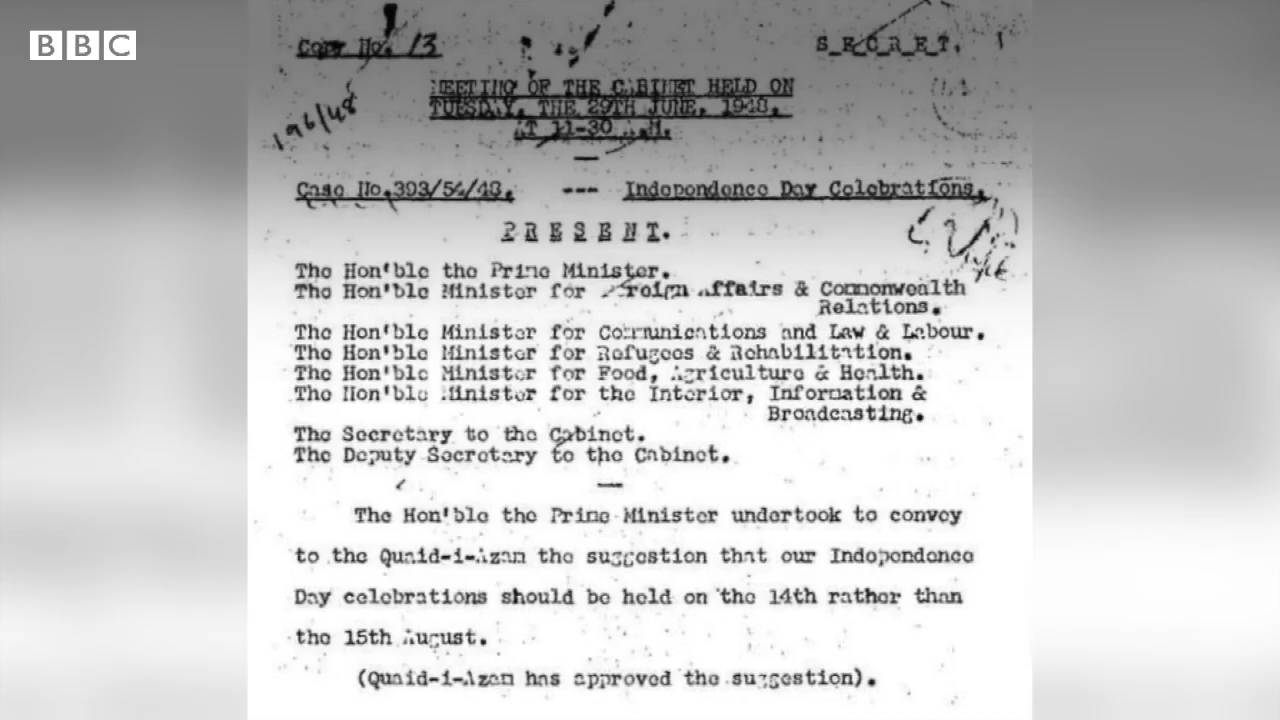 BBC
Copy No. 13
S_E_C_R_E_T.
196/48
MEETING OF THE CABINET HELD ON
TUESDAY, THE 29TH JUNE, 1948,
AT 11-30 A.M.
Case No.393/54/48. --- Independence Day Celebrations.
P R E S E N T.
The Hon'ble the Prime Minister.
The Hon'ble Minister for Foreign Affairs & Commonwealth
Relations.
The Hon'ble Minister for Communications and Law & Labour.
The Hon'ble Minister for Refugees & Rehabilitation.
The Hon'ble Minister for Food, Agriculture & Health.
The Hon'ble Minister for the Interior, Information &
Broadcasting.
The Secretary to the Cabinet.
The Deputy Secretary to the Cabinet.
The Hon'ble the Prime Minister undertook to convey
to the Quaid-i-Azam the suggestion that our Independence
Day celebrations should be held on the 14th rather than
the 15th August.
(Quaid-i-Azam has approved the suggestion).